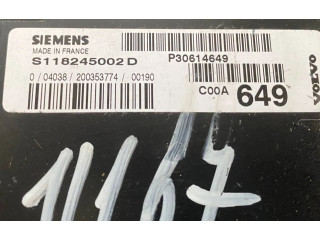 SIEMENS
MADE IN FRANCE
S118245002 D
P30614649
0 / 04038 / 200353774 / 00190
C00A 649
VOLVO